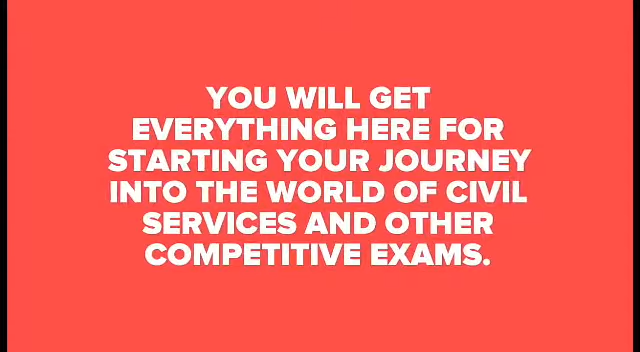 YOU WILL GET
EVERYTHING HERE FOR
STARTING YOUR JOURNEY
INTO THE WORLD OF CIVIL
SERVICES AND OTHER
COMPETITIVE EXAMS.